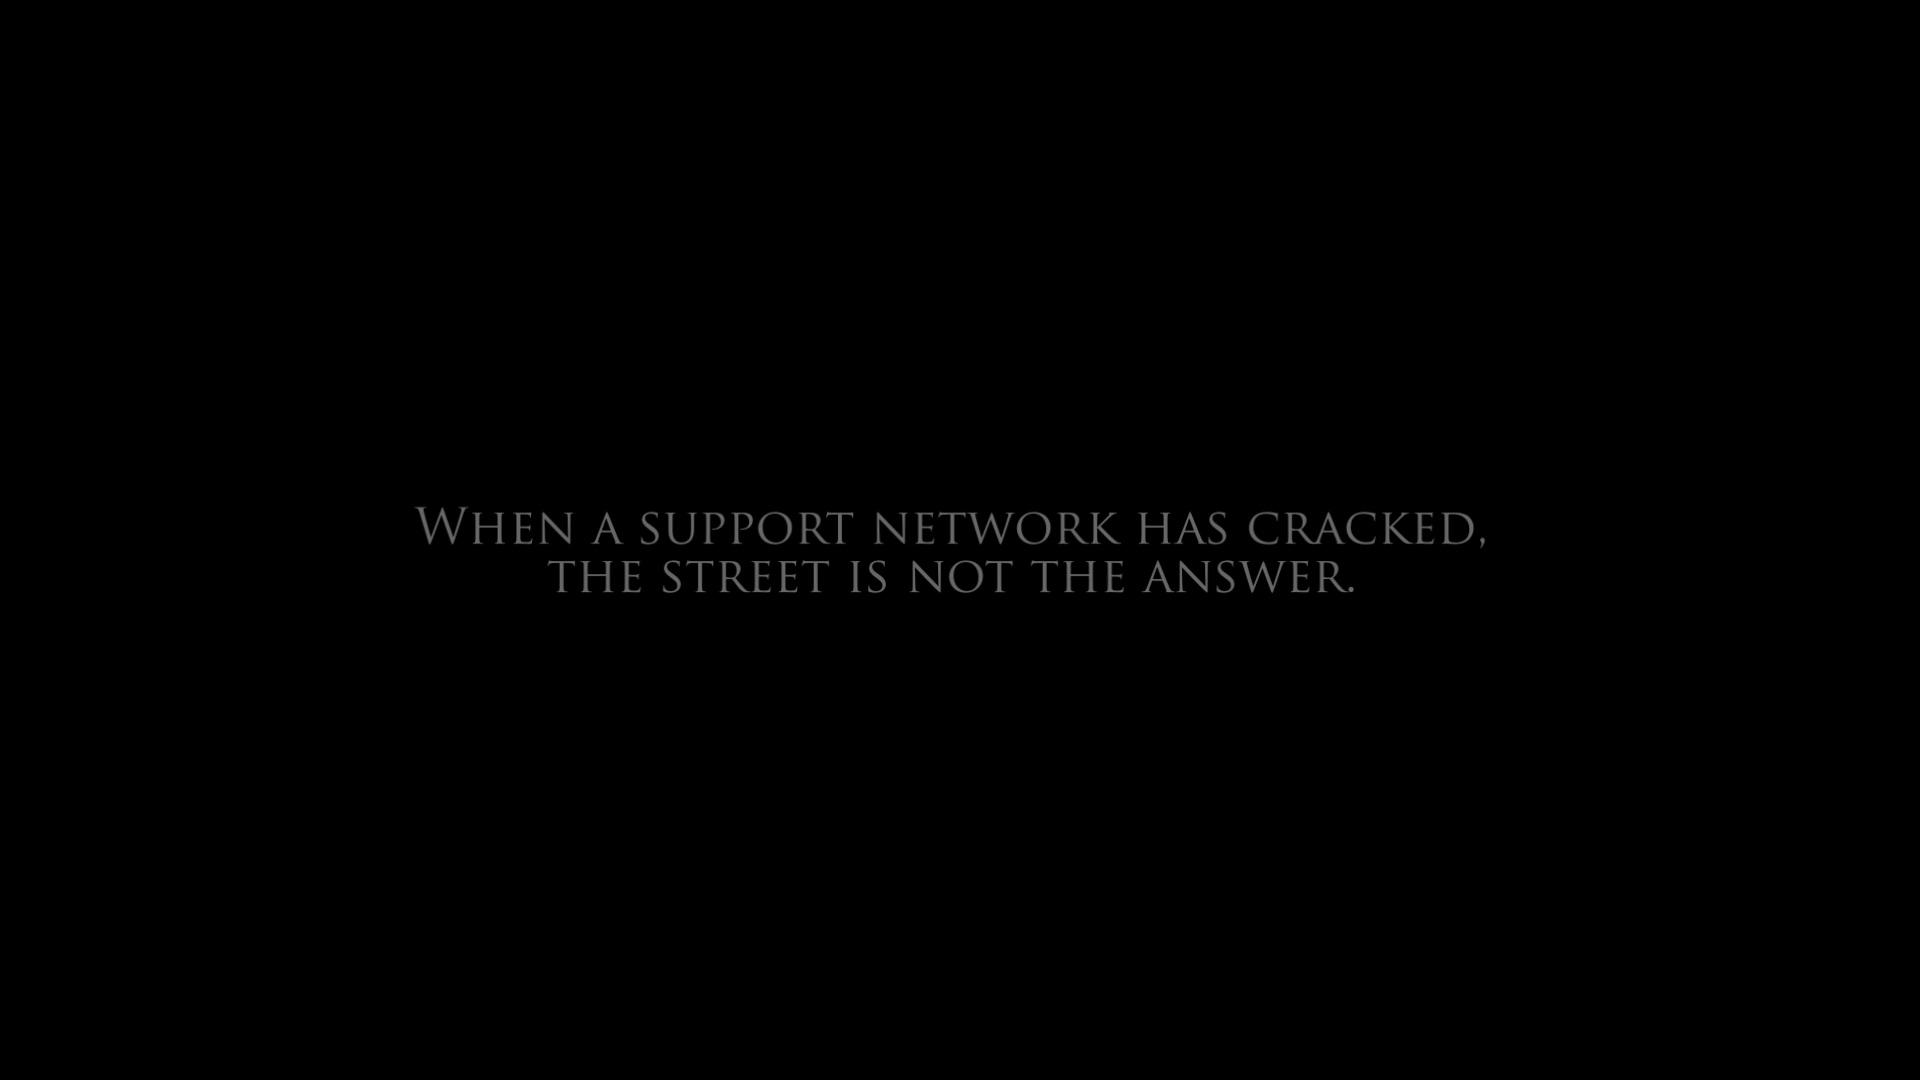 When a support network has cracked,
the street is not the answer.